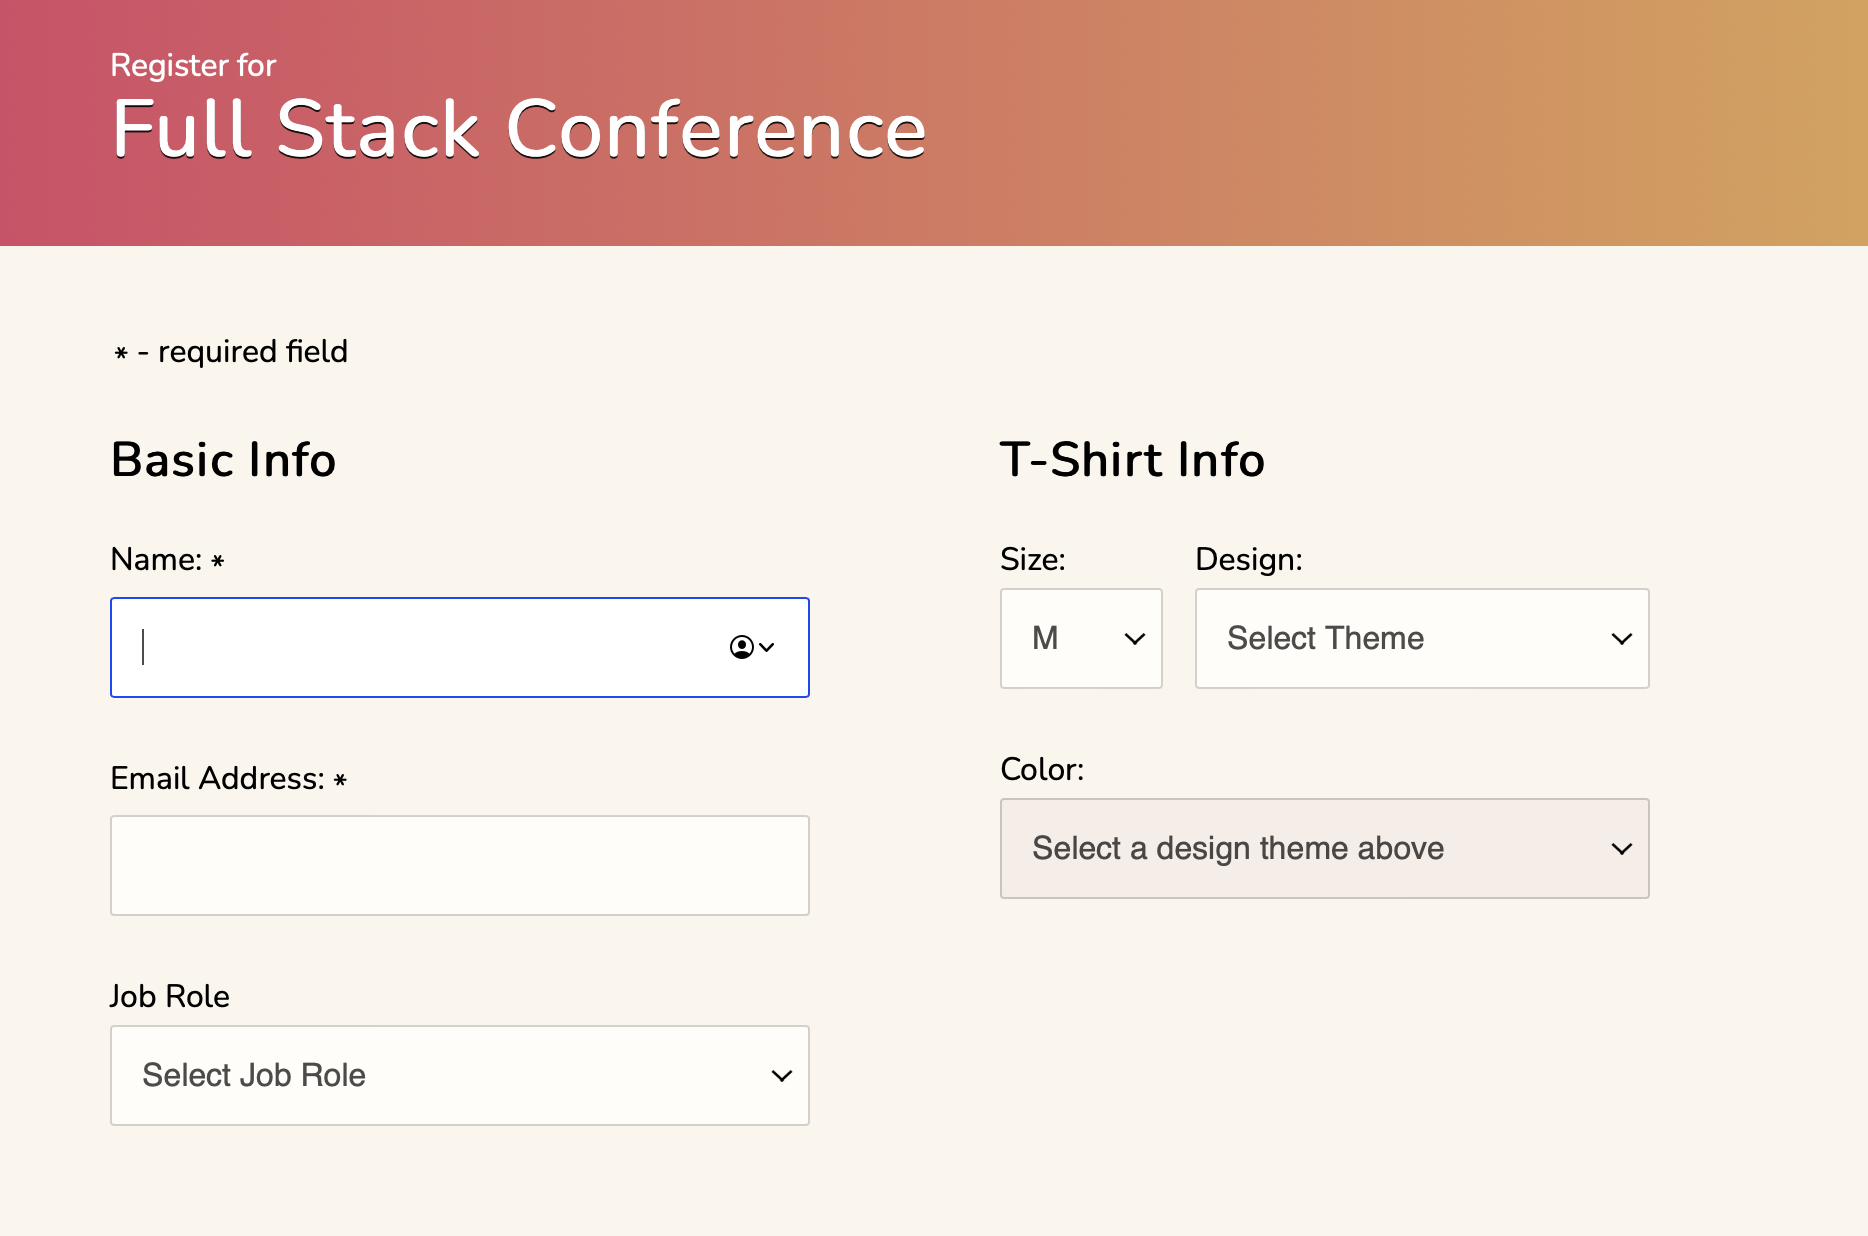 Register for
Full Stack Conference
* - required field
Basic Info
Name: *
Email Address: *
Job Role
Select Job Role
T-Shirt Info
Size: Design:
M Select Theme
Color:
Select a design theme above